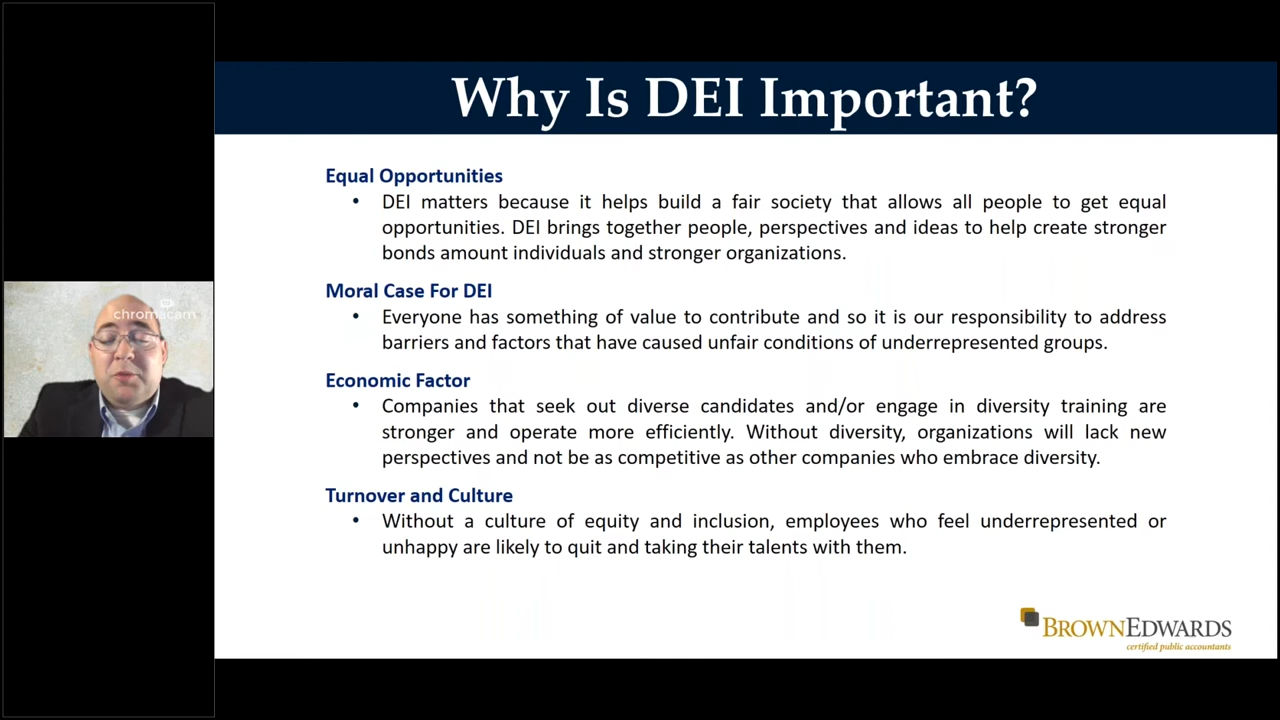 Why Is DEI Important?
Equal Opportunities
• DEI matters because it helps build a fair society that allows all people to get equal
opportunities. DEI brings together people, perspectives and ideas to help create stronger
bonds amount individuals and stronger organizations.
Moral Case For DEI
• Everyone has something of value to contribute and so it is our responsibility to address
barriers and factors that have caused unfair conditions of underrepresented groups.
Economic Factor
• Companies that seek out diverse candidates and/or engage in diversity training are
stronger and operate more efficiently. Without diversity, organizations will lack new
perspectives and not be as competitive as other companies who embrace diversity.
Turnover and Culture
• Without a culture of equity and inclusion, employees who feel underrepresented or
unhappy are likely to quit and taking their talents with them.
chromacam
BROWNEDWARDS
certified public accountants